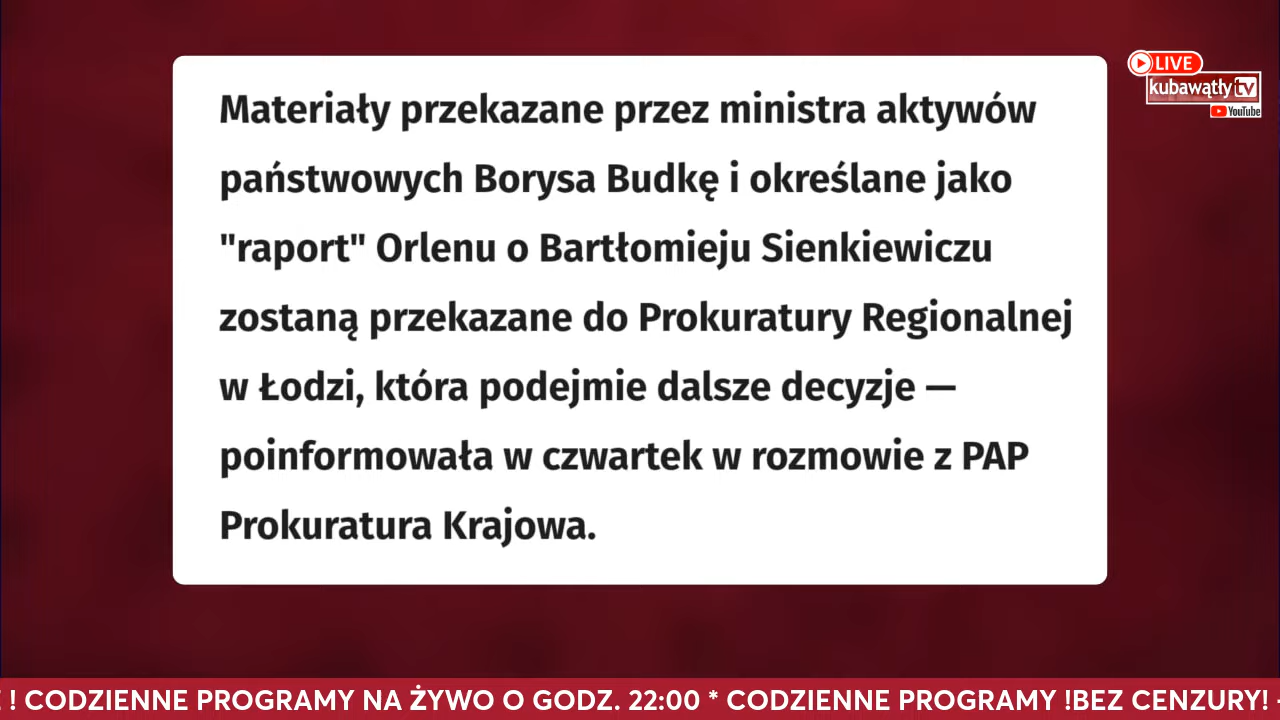 LIVE
kubawątły tv
YouTube
Materiały przekazane przez ministra aktywów
państwowych Borysa Budkę i określane jako
"raport" Orlenu o Bartłomieju Sienkiewiczu
zostaną przekazane do Prokuratury Regionalnej
w Łodzi, która podejmie dalsze decyzje —
poinformowała w czwartek w rozmowie z PAP
Prokuratura Krajowa.
! CODZIENNE PROGRAMY NA ŻYWO O GODZ. 22:00 * CODZIENNE PROGRAMY !BEZ CENZURY!